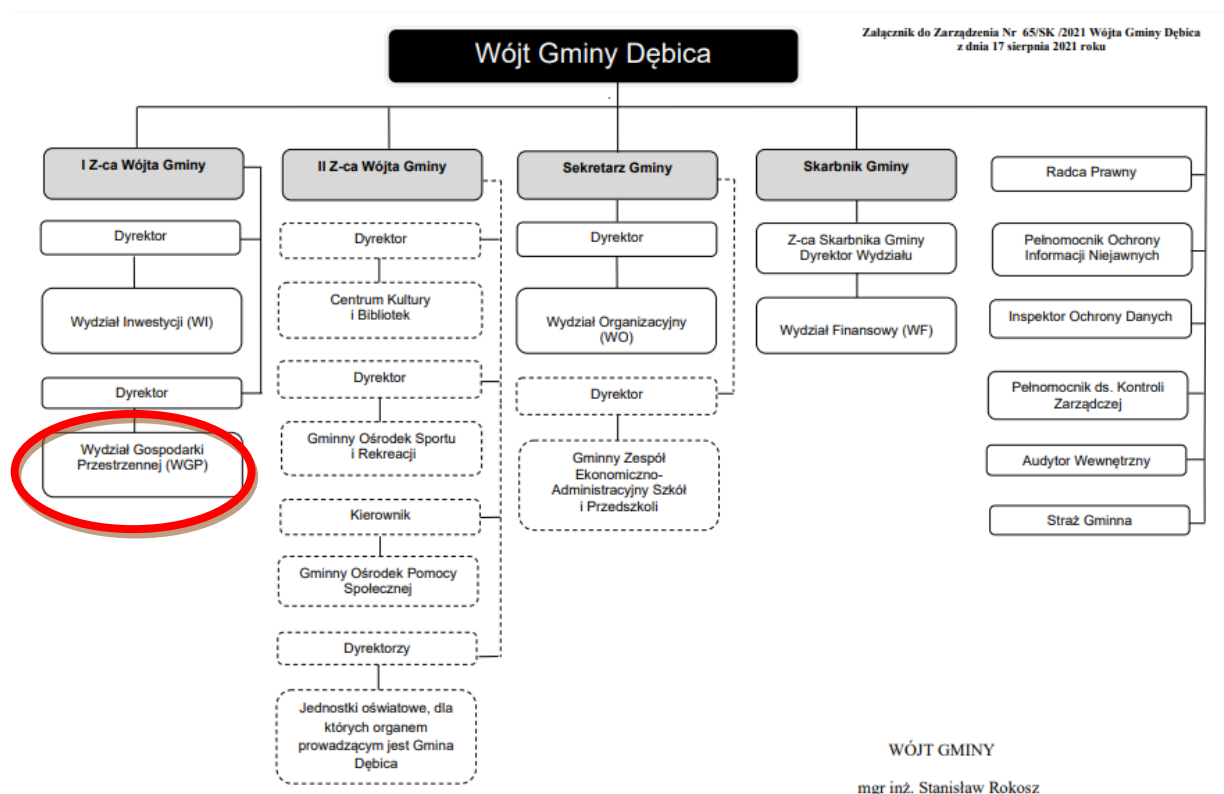 Załącznik do Zarządzenia Nr 65/SK /2021 Wójta Gminy Dębica
z dnia 17 sierpnia 2021 roku
Wójt Gminy Dębica
I Z-ca Wójta Gminy
Dyrektor
Wydział Inwestycji (WI)
Dyrektor
Wydział Gospodarki
Przestrzennej (WGP)
II Z-ca Wójta Gminy
Dyrektor
Centrum Kultury
i Bibliotek
Dyrektor
Gminny Ośrodek Sportu
i Rekreacji
Kierownik
Gminny Ośrodek Pomocy
Społecznej
Dyrektorzy
Jednostki oświatowe, dla
których organem
prowadzącym jest Gmina
Dębica
Sekretarz Gminy
Dyrektor
Wydział Organizacyjny
(WO)
Dyrektor
Gminny Zespół
Ekonomiczno-
Administracyjny Szkół
i Przedszkoli
Skarbnik Gminy
Z-ca Skarbnika Gminy
Dyrektor Wydziału
Wydział Finansowy (WF)
Radca Prawny
Pełnomocnik Ochrony
Informacji Niejawnych
Inspektor Ochrony Danych
Pełnomocnik ds. Kontroli
Zarządczej
Audytor Wewnętrzny
Straż Gminna
WÓJT GMINY
mgr inż. Stanisław Rokosz